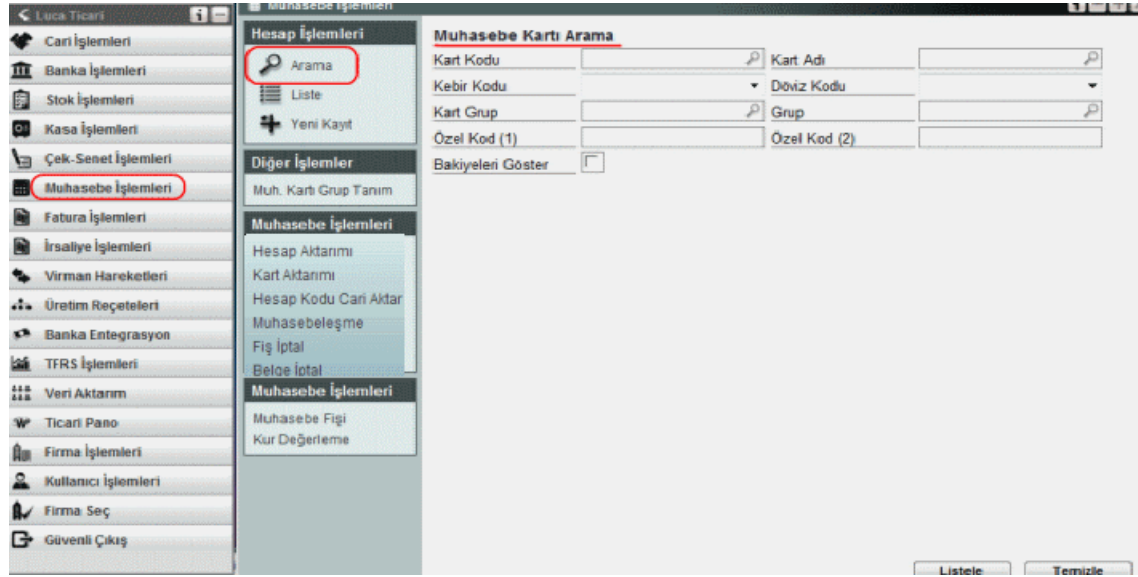 Luca Ticari
Cari İşlemleri
Banka İşlemleri
Stok İşlemleri
Kasa İşlemleri
Çek-Senet İşlemleri
Muhasebe İşlemleri
Fatura İşlemleri
İrsaliye İşlemleri
Virman Hareketleri
Üretim Reçeteleri
Banka Entegrasyon
TFRS İşlemleri
Veri Aktarım
Ticari Pano
Firma İşlemleri
Kullanıcı İşlemleri
Firma Seç
Güvenli Çıkış
Muhasebe İşlemleri
Hesap İşlemleri
Arama
Liste
Yeni Kayıt
Diğer İşlemler
Muh. Kartı Grup Tanım
Muhasebe İşlemleri
Hesap Aktarımı
Kart Aktarımı
Hesap Kodu Cari Aktar
Muhasebeleşme
Fiş İptal
Belge İptal
Muhasebe İşlemleri
Muhasebe Fişi
Kur Değerleme
Muhasebe Kartı Arama
Kart Kodu Kart Adı
Kebir Kodu Döviz Kodu
Kart Grup Grup
Özel Kod (1) Özel Kod (2)
Bakiyeleri Göster
Listele Temizle